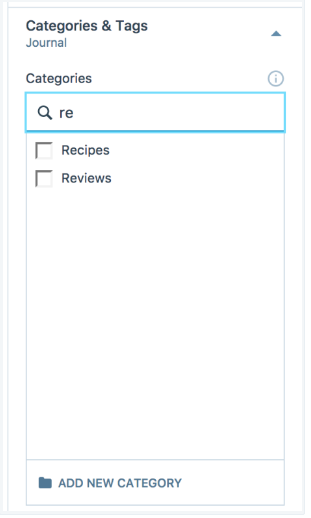 Categories & Tags
Journal
Categories
re
Recipes
Reviews
ADD NEW CATEGORY